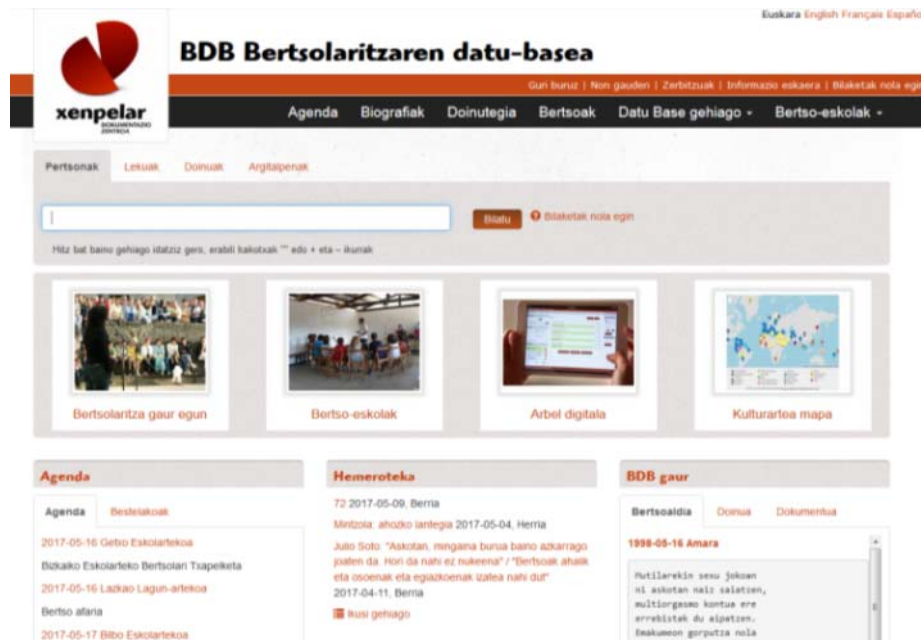 Euskara English Français Españo
BDB Bertsolaritzaren datu-basea
Guri buruz | Non gauden | Zerbitzuak | Informazio eskaera | Bilaketak nola egin
xenpelar
DOKUMENTAZIO
ZENTROA
Agenda Biografiak Doinutegia Bertsoak Datu Base gehiago Bertso-eskolak
Pertsonak Lekuak Doinuak Argitalpenak
Bilatu Bilaketak nola egin
Hitz bat baino gehiago idatziz gero, erabili kakotxak "" edo + eta – ikurrak
Bertsolaritza gaur egun
Bertso-eskolak
Arbel digitala
Kulturartea mapa
Agenda
Agenda Bestelakoak
2017-05-16 Getxo Eskolartekoa
Bizkaiko Eskolarteko Bertsolari Txapelketa
2017-05-16 Lazkao Lagun-artekoa
Bertso afaria
2017-05-17 Bilbo Eskolartekoa
Hemeroteka
72 2017-05-09, Berria
Mintzola: ahozko lantegia 2017-05-04, Herria
Julio Soto: "Askotan, mingaina burua baino azkarrago
joaten da. Hori da nahi ez nukeena" / "Bertsoak ahalik
eta osoenak eta egiazkoenak izatea nahi dut"
2017-04-11, Berria
Ikusi gehiago
BDB gaur
Bertsoaldia Doinua Dokumentua
1998-05-16 Amara
Mutilarekin sexu jokoan
ni askotan naiz saiatzen,
multiorgasmo kontua ere
errebistak du aipatzen.
Emakumeon gorputza nola